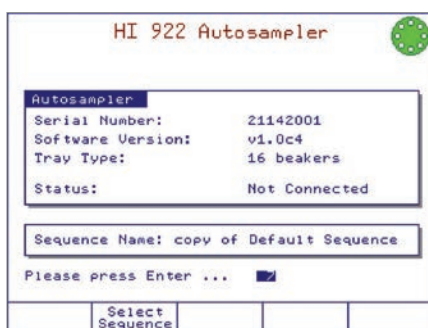 HI 922 Autosampler
Autosampler
Serial Number: 21142001
Software Version: v1.0c4
Tray Type: 16 beakers
Status: Not Connected
Sequence Name: copy of Default Sequence
Please press Enter ...
Select
Sequence